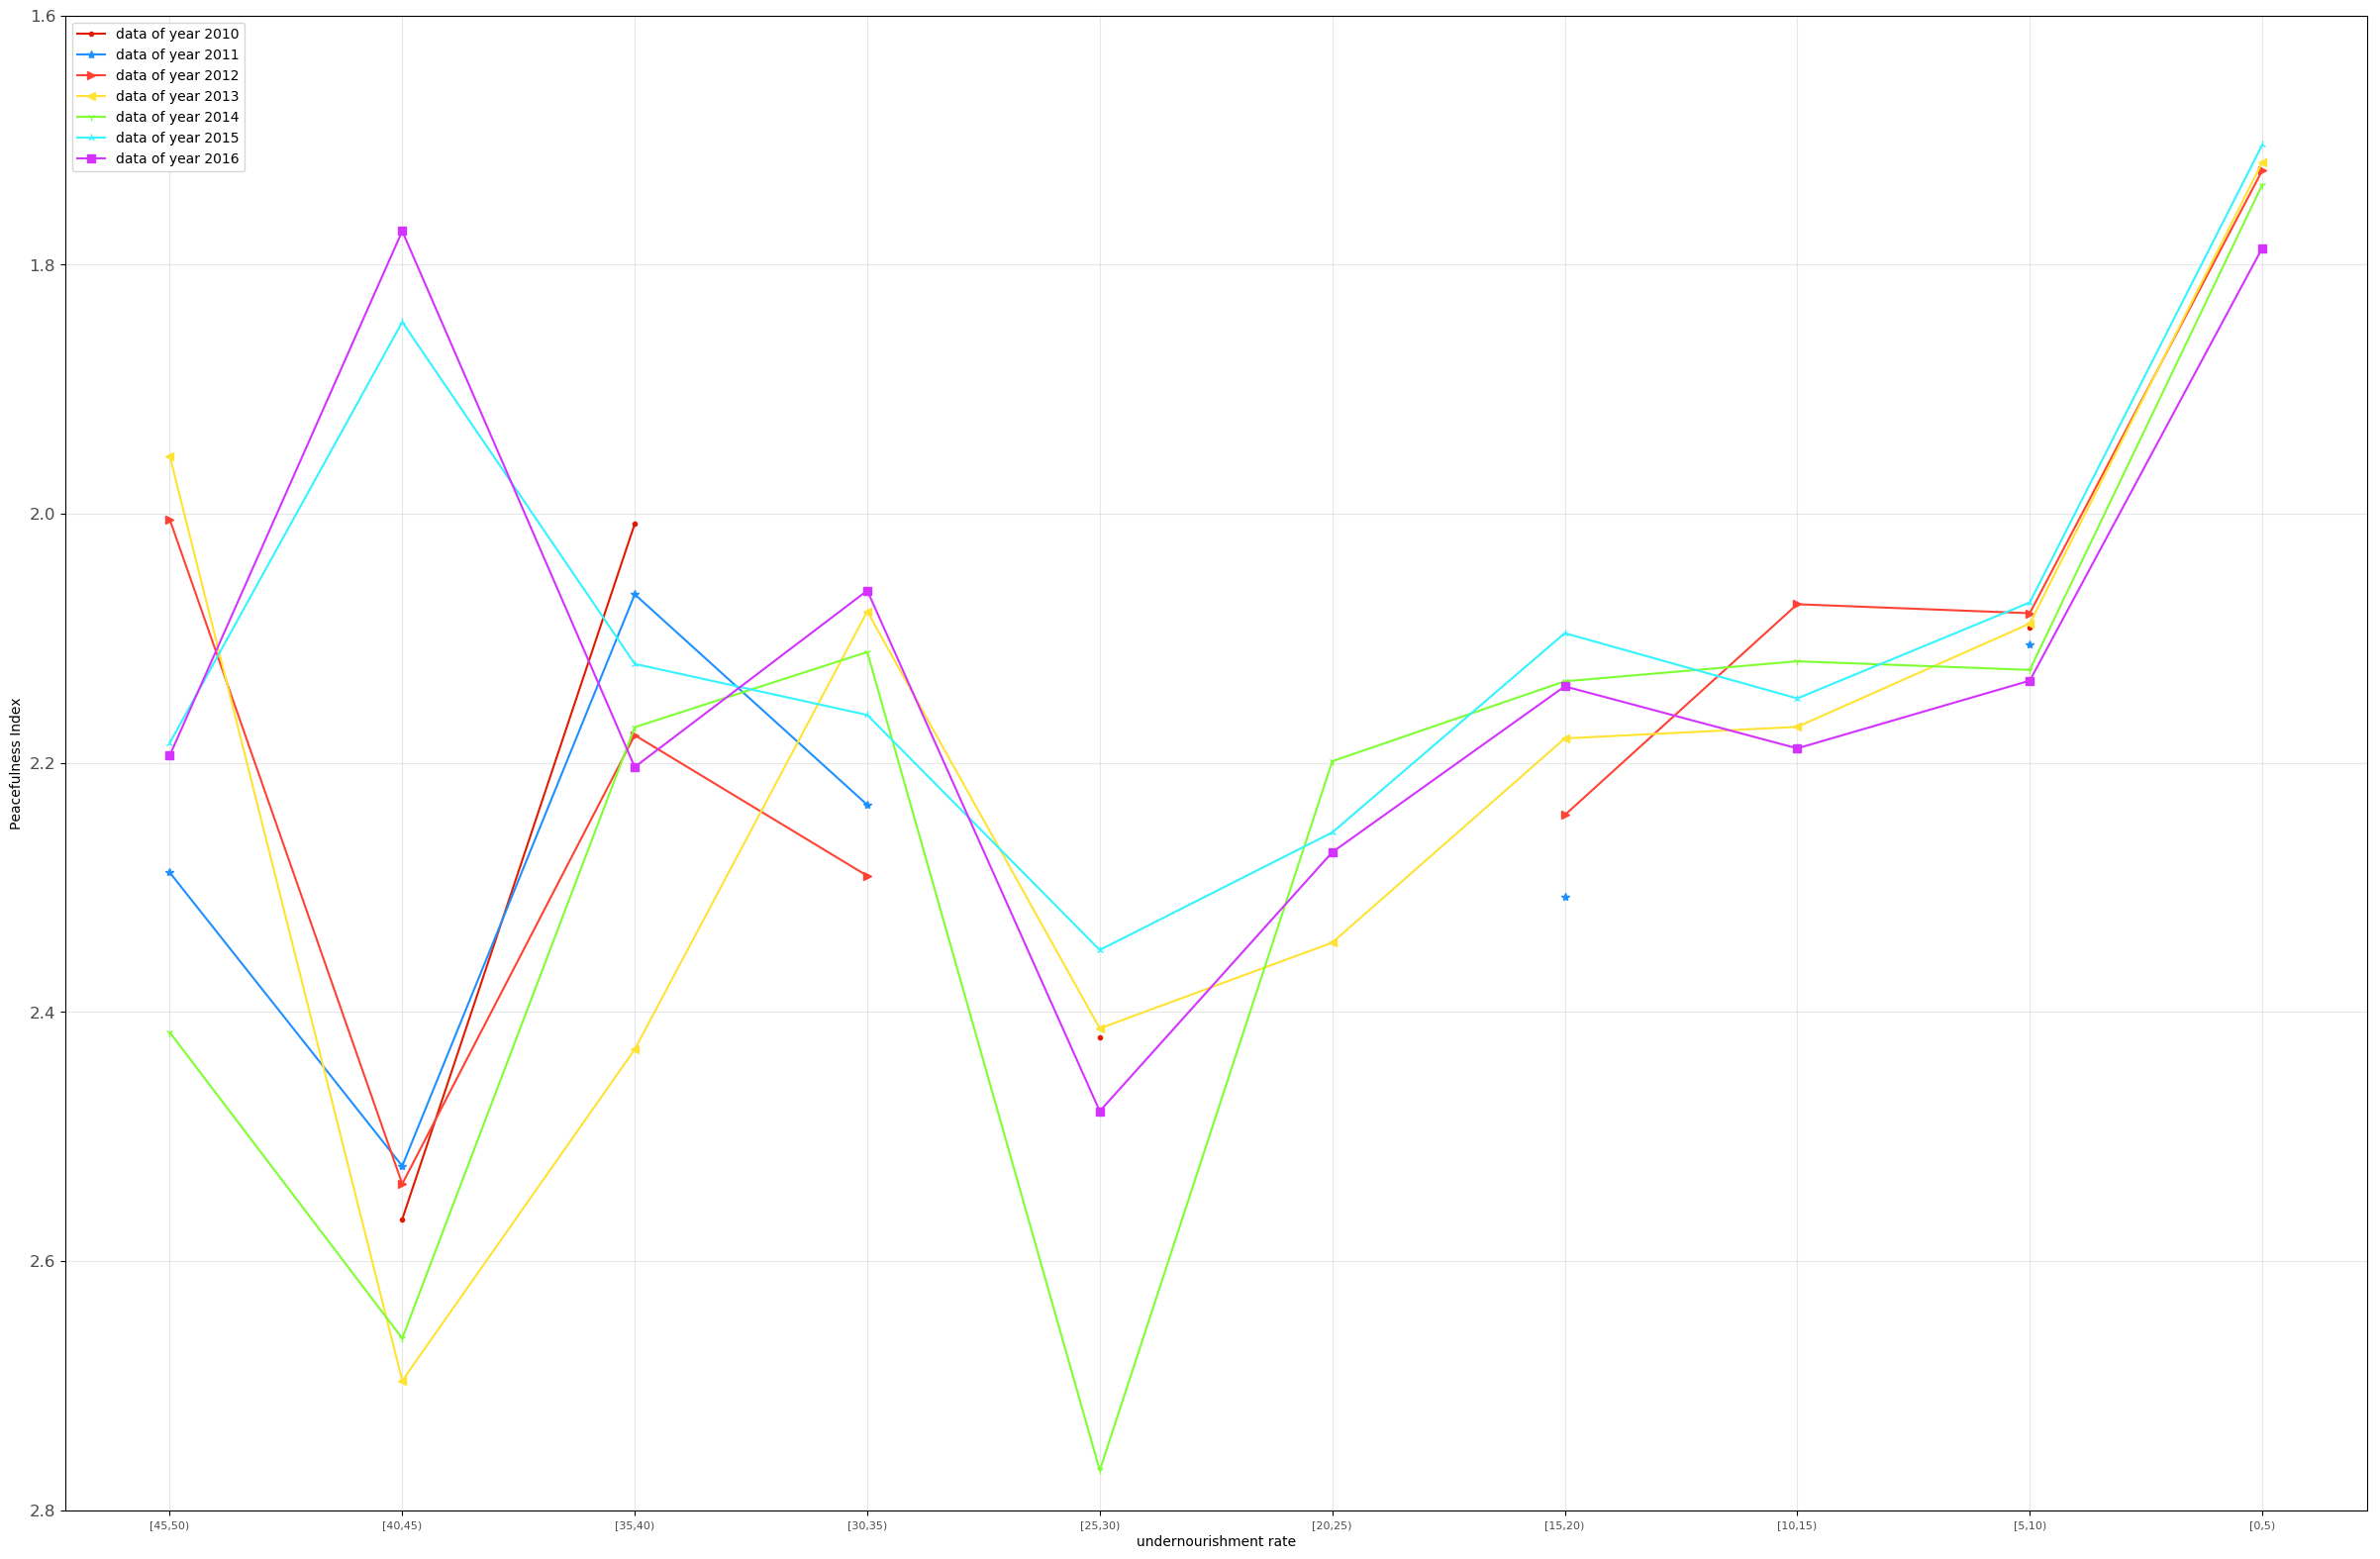 data of year 2010
data of year 2011
data of year 2012
data of year 2013
data of year 2014
data of year 2015
data of year 2016
Peacefulness Index
1.6
1.8
2.0
2.2
2.4
2.6
2.8
[45,50) [40,45) [35,40) [30,35) [25,30) [20,25) [15,20) [10,15) [5,10) [0,5)
undernourishment rate